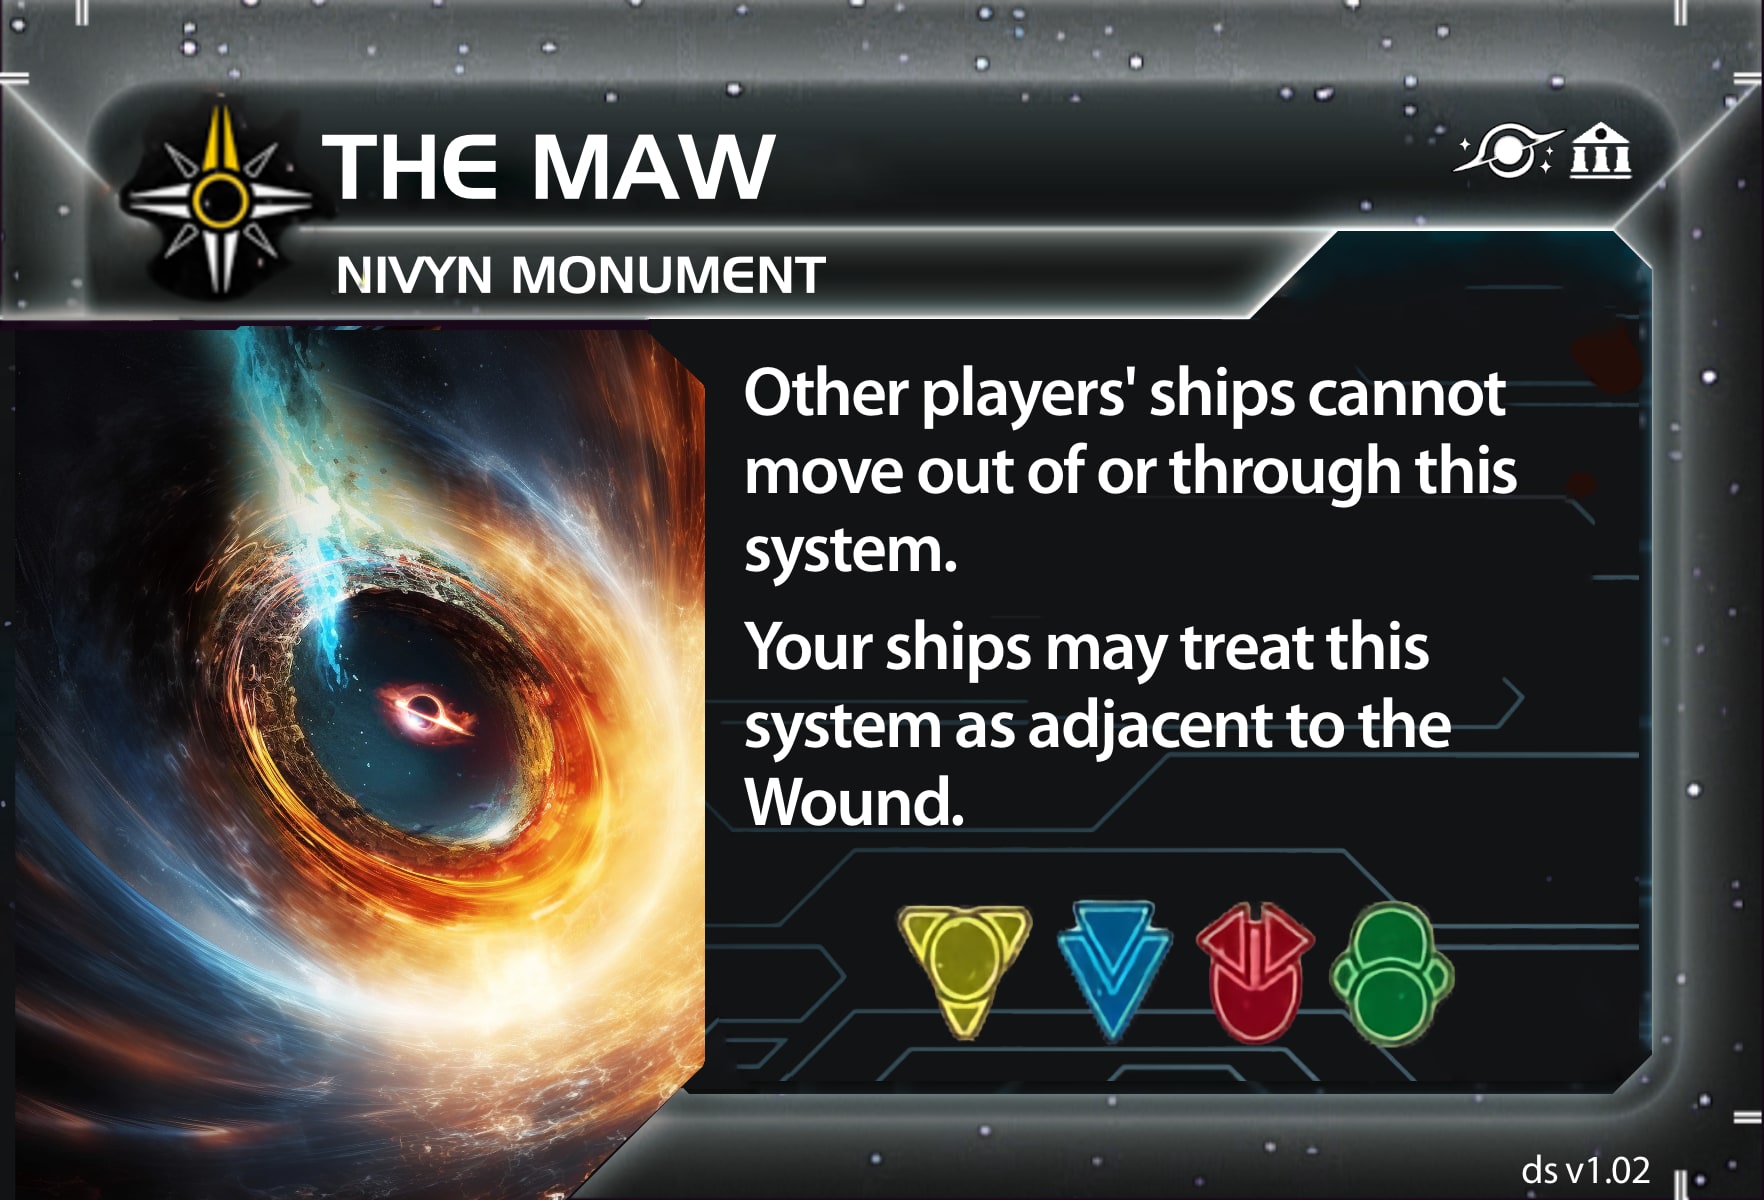 THE MAW
NIVYN MONUMENT
Other players' ships cannot
move out of or through this
system.
Your ships may treat this
system as adjacent to the
Wound.
ds v1.02